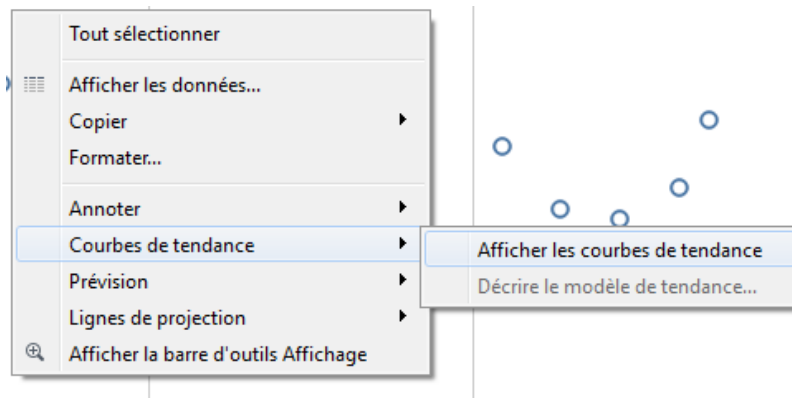 Tout sélectionner
Afficher les données...
Copier
Formater...
Annoter
Courbes de tendance
Afficher les courbes de tendance
Prévision
Décrire le modèle de tendance...
Lignes de projection
Afficher la barre d'outils Affichage